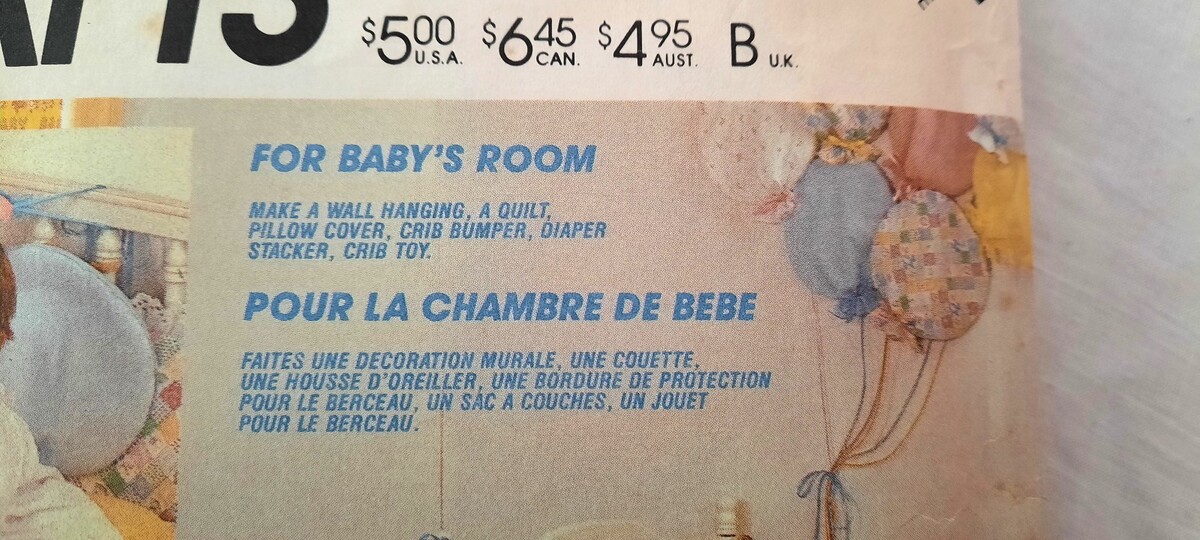 $5.00 U.S.A. $6.45 CAN. $4.95 AUST. B U.K.
FOR BABY'S ROOM
MAKE A WALL HANGING, A QUILT,
PILLOW COVER, CRIB BUMPER, DIAPER
STACKER, CRIB TOY.
POUR LA CHAMBRE DE BEBE
FAITES UNE DECORATION MURALE, UNE COUETTE,
UNE HOUSSE D'OREILLER, UNE BORDURE DE PROTECTION
POUR LE BERCEAU, UN SAC A COUCHES, UN JOUET
POUR LE BERCEAU.